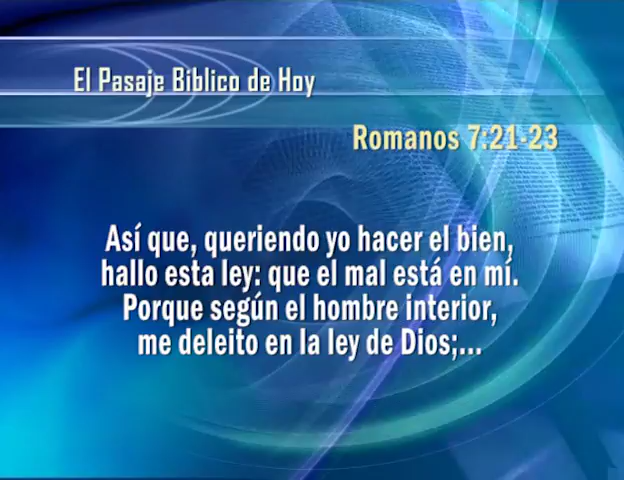 El Pasaje Bíblico de Hoy
Romanos 7:21-23
Así que, queriendo yo hacer el bien,
hallo esta ley: que el mal está en mí.
Porque según el hombre interior,
me deleito en la ley de Dios;...